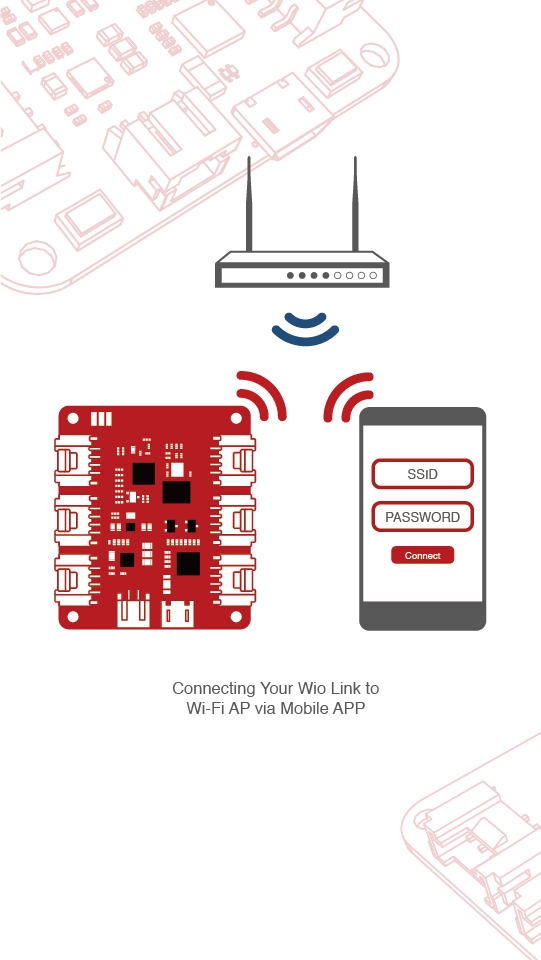 SSID
PASSWORD
Connect
Connecting Your Wio Link to
Wi-Fi AP via Mobile APP